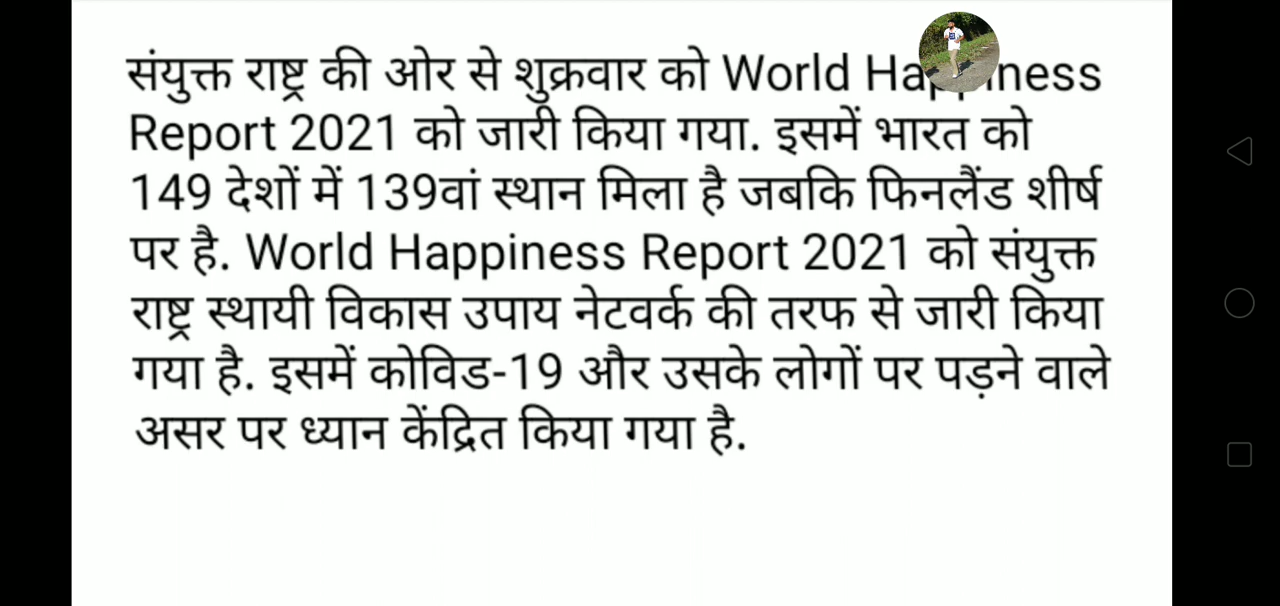 संयुक्त राष्ट्र की ओर से शुक्रवार को World
Report 2021 को जारी किया गया. इसमें भारत को
149 देशों में 139वां स्थान मिला है जबकि फिनलैंड शीर्ष
पर है. World Happiness Report 2021 को संयुक्त
राष्ट्र स्थायी विकास उपाय नेटवर्क की तरफ से जारी किया
गया है. इसमें कोविड-19 और उसके लोगों पर पड़ने वाले
असर पर ध्यान केंद्रित किया गया है.